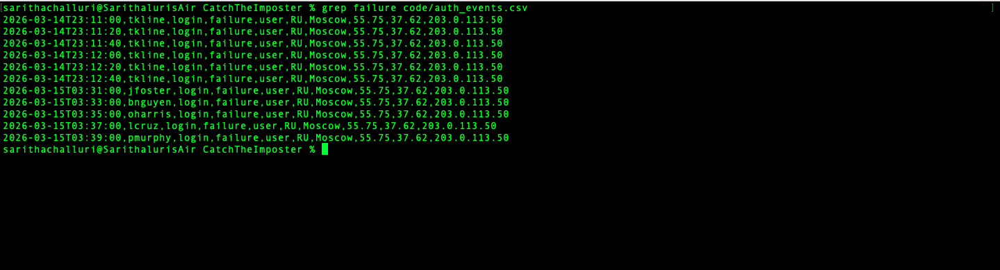 [sarithachalluri@SarithalurisAir CatchTheImposter % grep failure code/auth_events.csv ]
2026-03-14T23:11:00,tkline,login,failure,user,RU,Moscow,55.75,37.62,203.0.113.50
2026-03-14T23:11:20,tkline,login,failure,user,RU,Moscow,55.75,37.62,203.0.113.50
2026-03-14T23:11:40,tkline,login,failure,user,RU,Moscow,55.75,37.62,203.0.113.50
2026-03-14T23:12:00,tkline,login,failure,user,RU,Moscow,55.75,37.62,203.0.113.50
2026-03-14T23:12:20,tkline,login,failure,user,RU,Moscow,55.75,37.62,203.0.113.50
2026-03-14T23:12:40,tkline,login,failure,user,RU,Moscow,55.75,37.62,203.0.113.50
2026-03-15T03:31:00,jfoster,login,failure,user,RU,Moscow,55.75,37.62,203.0.113.50
2026-03-15T03:33:00,bnguyen,login,failure,user,RU,Moscow,55.75,37.62,203.0.113.50
2026-03-15T03:35:00,oharris,login,failure,user,RU,Moscow,55.75,37.62,203.0.113.50
2026-03-15T03:37:00,lcruz,login,failure,user,RU,Moscow,55.75,37.62,203.0.113.50
2026-03-15T03:39:00,pmurphy,login,failure,user,RU,Moscow,55.75,37.62,203.0.113.50
sarithachalluri@SarithalurisAir CatchTheImposter %